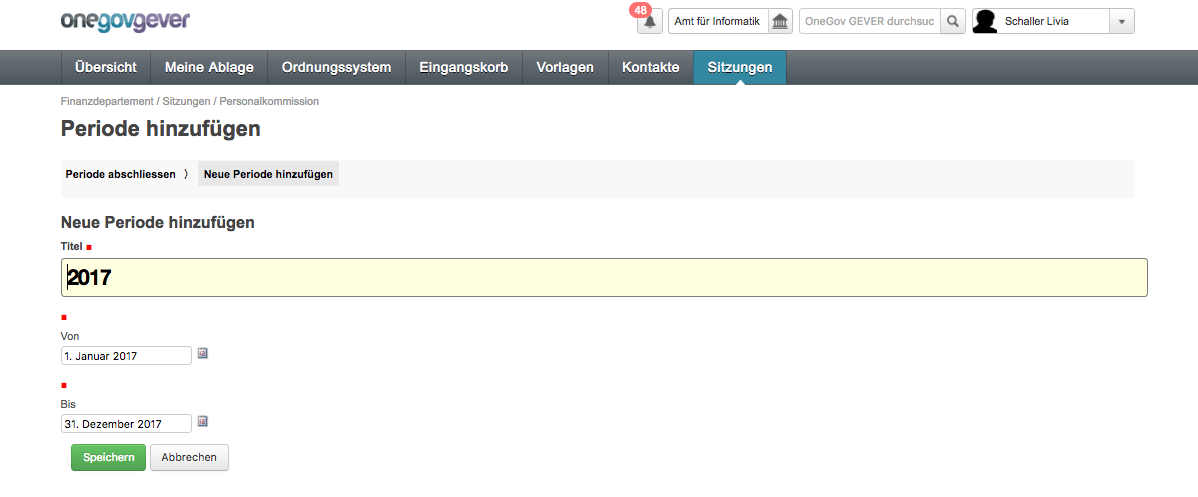 onegovgever
48
Amt für Informatik
OneGov GEVER durchsuc
Schaller Livia
Übersicht Meine Ablage Ordnungssystem Eingangskorb Vorlagen Kontakte Sitzungen
Finanzdepartement / Sitzungen / Personalkommission
Periode hinzufügen
Periode abschliessen 〉 Neue Periode hinzufügen
Neue Periode hinzufügen
Titel
2017
Von
1. Januar 2017
Bis
31. Dezember 2017
Speichern Abbrechen